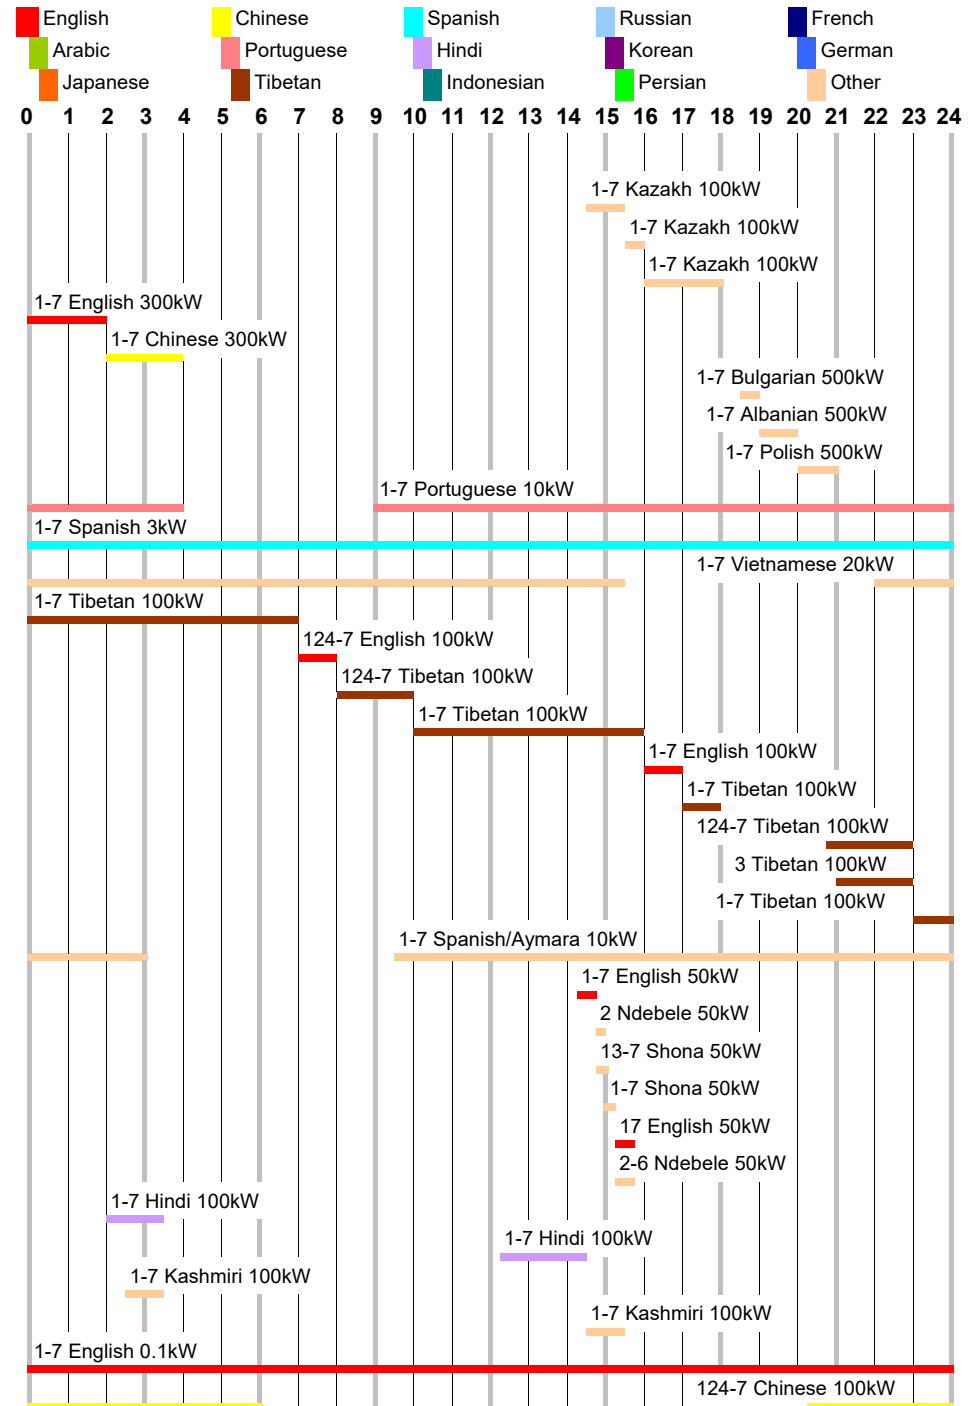 English Chinese Spanish Russian French
Arabic Portuguese Hindi Korean German
Japanese Tibetan Indonesian Persian Other
0 1 2 3 4 5 6 7 8 9 10 11 12 13 14 15 16 17 18 19 20 21 22 23 24
1-7 Kazakh 100kW
1-7 Kazakh 100kW
1-7 Kazakh 100kW
1-7 English 300kW
1-7 Chinese 300kW
1-7 Bulgarian 500kW
1-7 Albanian 500kW
1-7 Polish 500kW
1-7 Portuguese 10kW
1-7 Spanish 3kW
1-7 Vietnamese 20kW
1-7 Tibetan 100kW
124-7 English 100kW
124-7 Tibetan 100kW
1-7 Tibetan 100kW
1-7 English 100kW
1-7 Tibetan 100kW
124-7 Tibetan 100kW
3 Tibetan 100kW
1-7 Tibetan 100kW
1-7 Spanish/Aymara 10kW
1-7 English 50kW
2 Ndebele 50kW
13-7 Shona 50kW
1-7 Shona 50kW
17 English 50kW
2-6 Ndebele 50kW
1-7 Hindi 100kW
1-7 Hindi 100kW
1-7 Kashmiri 100kW
1-7 Kashmiri 100kW
1-7 English 0.1kW
124-7 Chinese 100kW